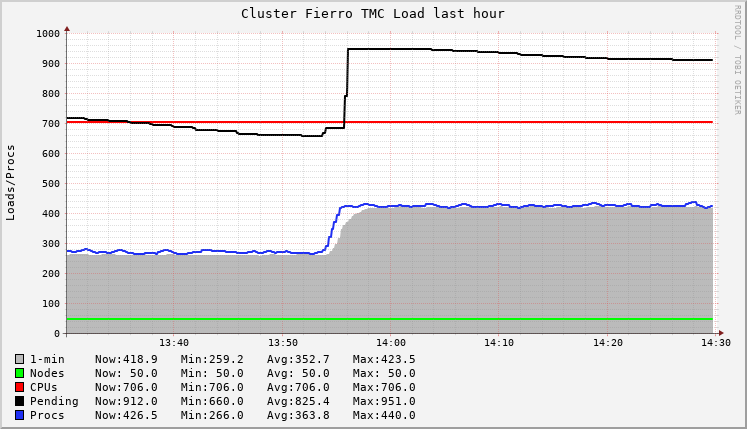 Cluster Fierro TMC Load last hour
RRDTOOL / TOBI OETIKER
Loads/Procs
1000
900
800
700
600
500
400
300
200
100
0
13:40 13:50 14:00 14:10 14:20 14:30
1-min Now:418.9 Min:259.2 Avg:352.7 Max:423.5
Nodes Now: 50.0 Min: 50.0 Avg: 50.0 Max: 50.0
CPUs Now:706.0 Min:706.0 Avg:706.0 Max:706.0
Pending Now:912.0 Min:660.0 Avg:825.4 Max:951.0
Procs Now:426.5 Min:266.0 Avg:363.8 Max:440.0